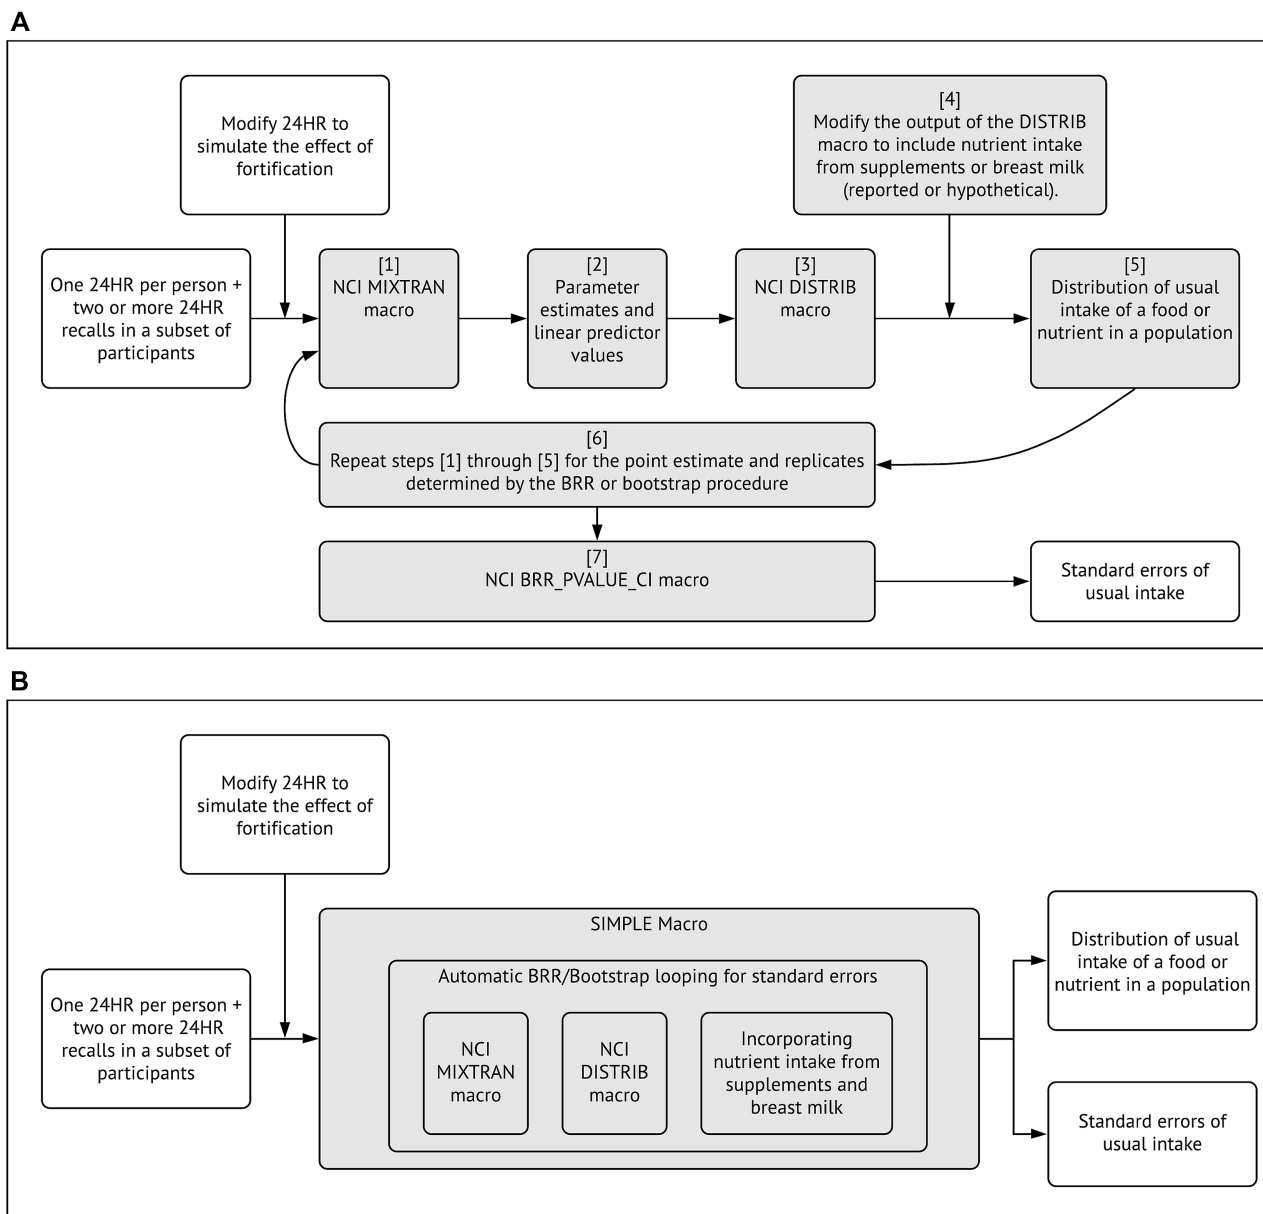 A
Modify 24HR to
simulate the effect of
fortification
[4]
Modify the output of the DISTRIB
macro to include nutrient intake
from supplements or breast milk
(reported or hypothetical).
One 24HR per person +
two or more 24HR
recalls in a subset of
participants
[1]
NCI MIXTRAN
macro
[2]
Parameter
estimates and
linear predictor
values
[3]
NCI DISTRIB
macro
[5]
Distribution of usual
intake of a food or
nutrient in a population
[6]
Repeat steps [1] through [5] for the point estimate and replicates
determined by the BRR or bootstrap procedure
[7]
NCI BRR_PVALUE_CI macro
Standard errors of
usual intake
B
Modify 24HR to
simulate the effect of
fortification
One 24HR per person +
two or more 24HR
recalls in a subset of
participants
SIMPLE Macro
Automatic BRR/Bootstrap looping for standard errors
NCI
MIXTRAN
macro
NCI
DISTRIB
macro
Incorporating
nutrient intake from
supplements and
breast milk
Distribution of usual
intake of a food or
nutrient in a population
Standard errors of
usual intake